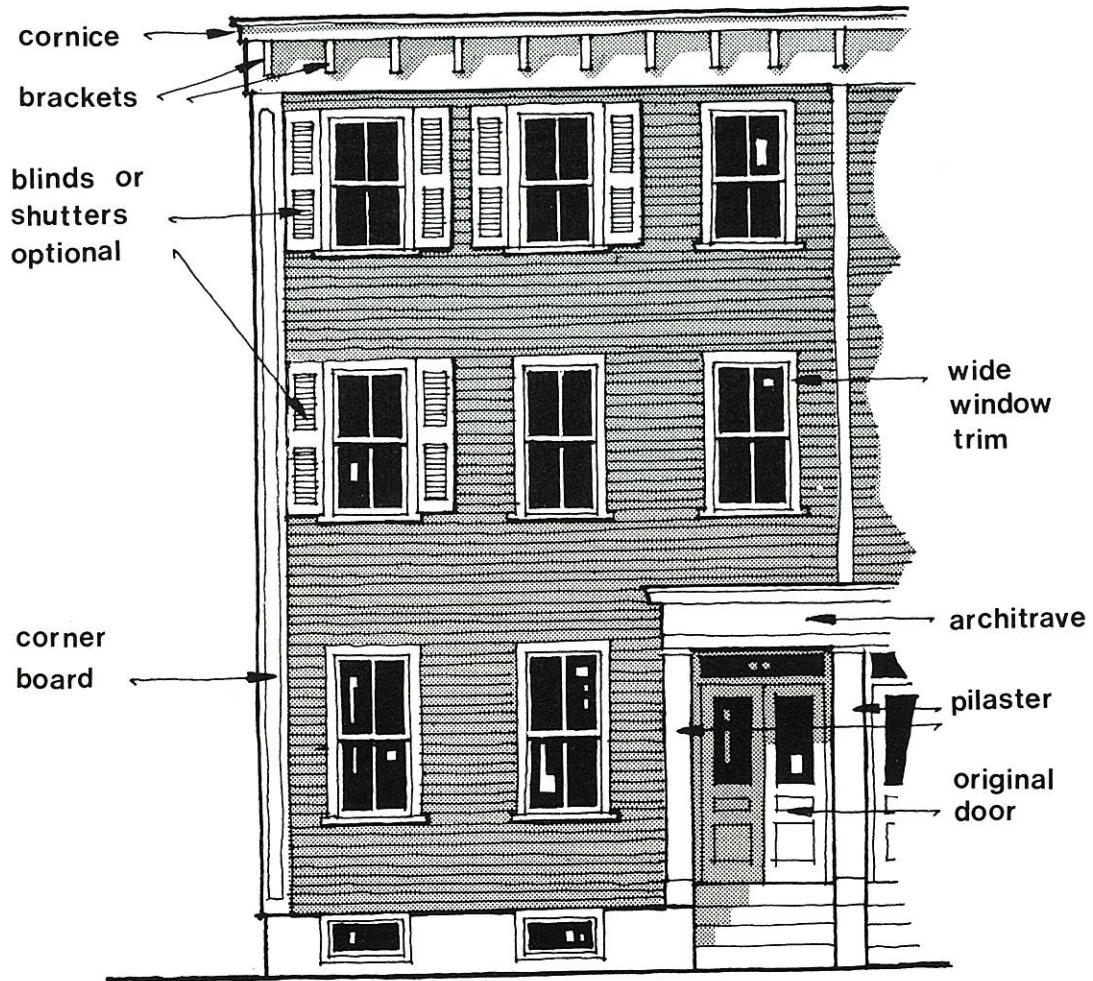 cornice
brackets
blinds or
shutters
optional
wide
window
trim
corner
board
architrave
pilaster
original
door